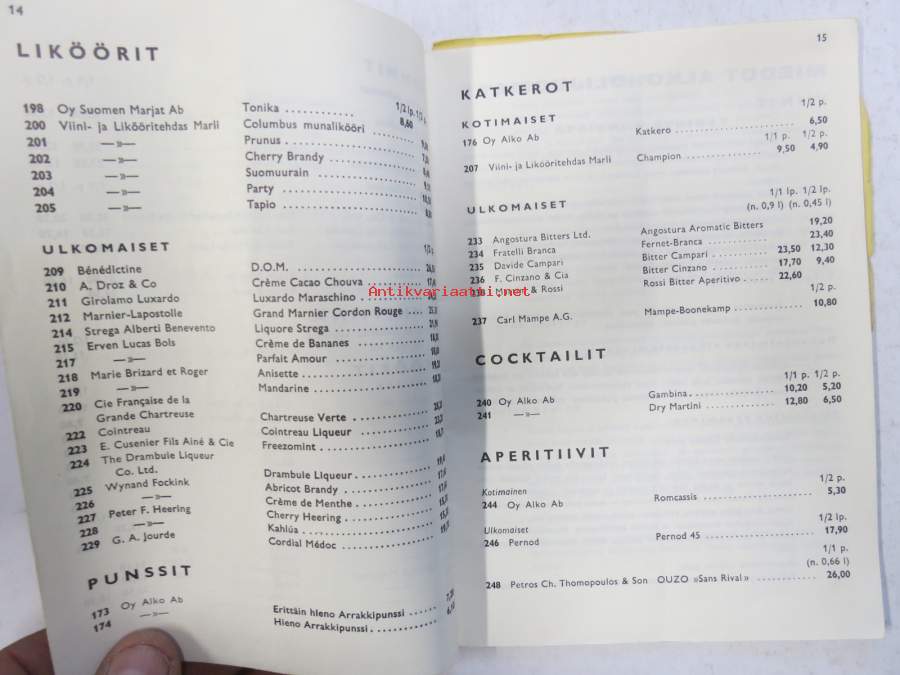 14
LIKÖÖRIT
1/2 lp.
198 Oy Suomen Marjat Ab Tonika
200 Viini- ja Likööritehdas Marli Columbus munalikööri 8,60
201 —»— Prunus
202 —»— Cherry Brandy
203 —»— Suomuurain
204 —»— Party
205 —»— Tapio
ULKOMAISET
209 Bénédictine D.O.M.
210 A. Droz & Co Crème Cacao Chouva
211 Girolamo Luxardo Luxardo Maraschino
212 Marnier-Lapostolle Grand Marnier Cordon Rouge
214 Strega Alberti Benevento Liquore Strega
215 Erven Lucas Bols Crème de Bananes
217 —»— Parfait Amour
218 Marie Brizard et Roger Anisette
219 —»— Mandarine
220 Cie Française de la
Grande Chartreuse Chartreuse Verte
222 Cointreau Cointreau Liqueur
223 E. Cusenier Fils Ainé & Cie Freezomint
224 The Drambuie Liqueur
Co. Ltd. Drambuie Liqueur
225 Wynand Fockink Abricot Brandy
226 —»— Crème de Menthe
227 Peter F. Heering Cherry Heering
228 —»— Kahlúa
229 G. A. Jourde Cordial Médoc
PUNSSIT
173 Oy Alko Ab Erittäin hieno Arrakkipunssi
174 —»— Hieno Arrakkipunssi
15
KATKEROT
1/2 p.
KOTIMAISET
176 Oy Alko Ab Katkero 6,50
1/1 p. 1/2 p.
207 Viini- ja Likööritehdas Marli Champion 9,50 4,90
1/1 lp. 1/2 lp.
ULKOMAISET (n. 0,9 l) (n. 0,45 l)
233 Angostura Bitters Ltd. Angostura Aromatic Bitters 19,20
234 Fratelli Branca Fernet-Branca 23,40
235 Davide Campari Bitter Campari 23,50 12,30
236 F. Cinzano & Cia Bitter Cinzano 17,70 9,40
& Rossi Rossi Bitter Aperitivo 22,60
1/2 p.
237 Carl Mampe A.G. Mampe-Boonekamp 10,80
COCKTAILIT
1/1 p. 1/2 p.
240 Oy Alko Ab Gambina 10,20 5,20
241 —»— Dry Martini 12,80 6,50
APERITIIVIT
1/2 p.
Kotimainen
244 Oy Alko Ab Romcassis 5,30
1/2 lp.
Ulkomaiset
246 Pernod Pernod 45 17,90
1/1 p.
(n. 0,66 l)
248 Petros Ch. Thomopoulos & Son OUZO »Sans Rival» 26,00
Antikvariaatti.net